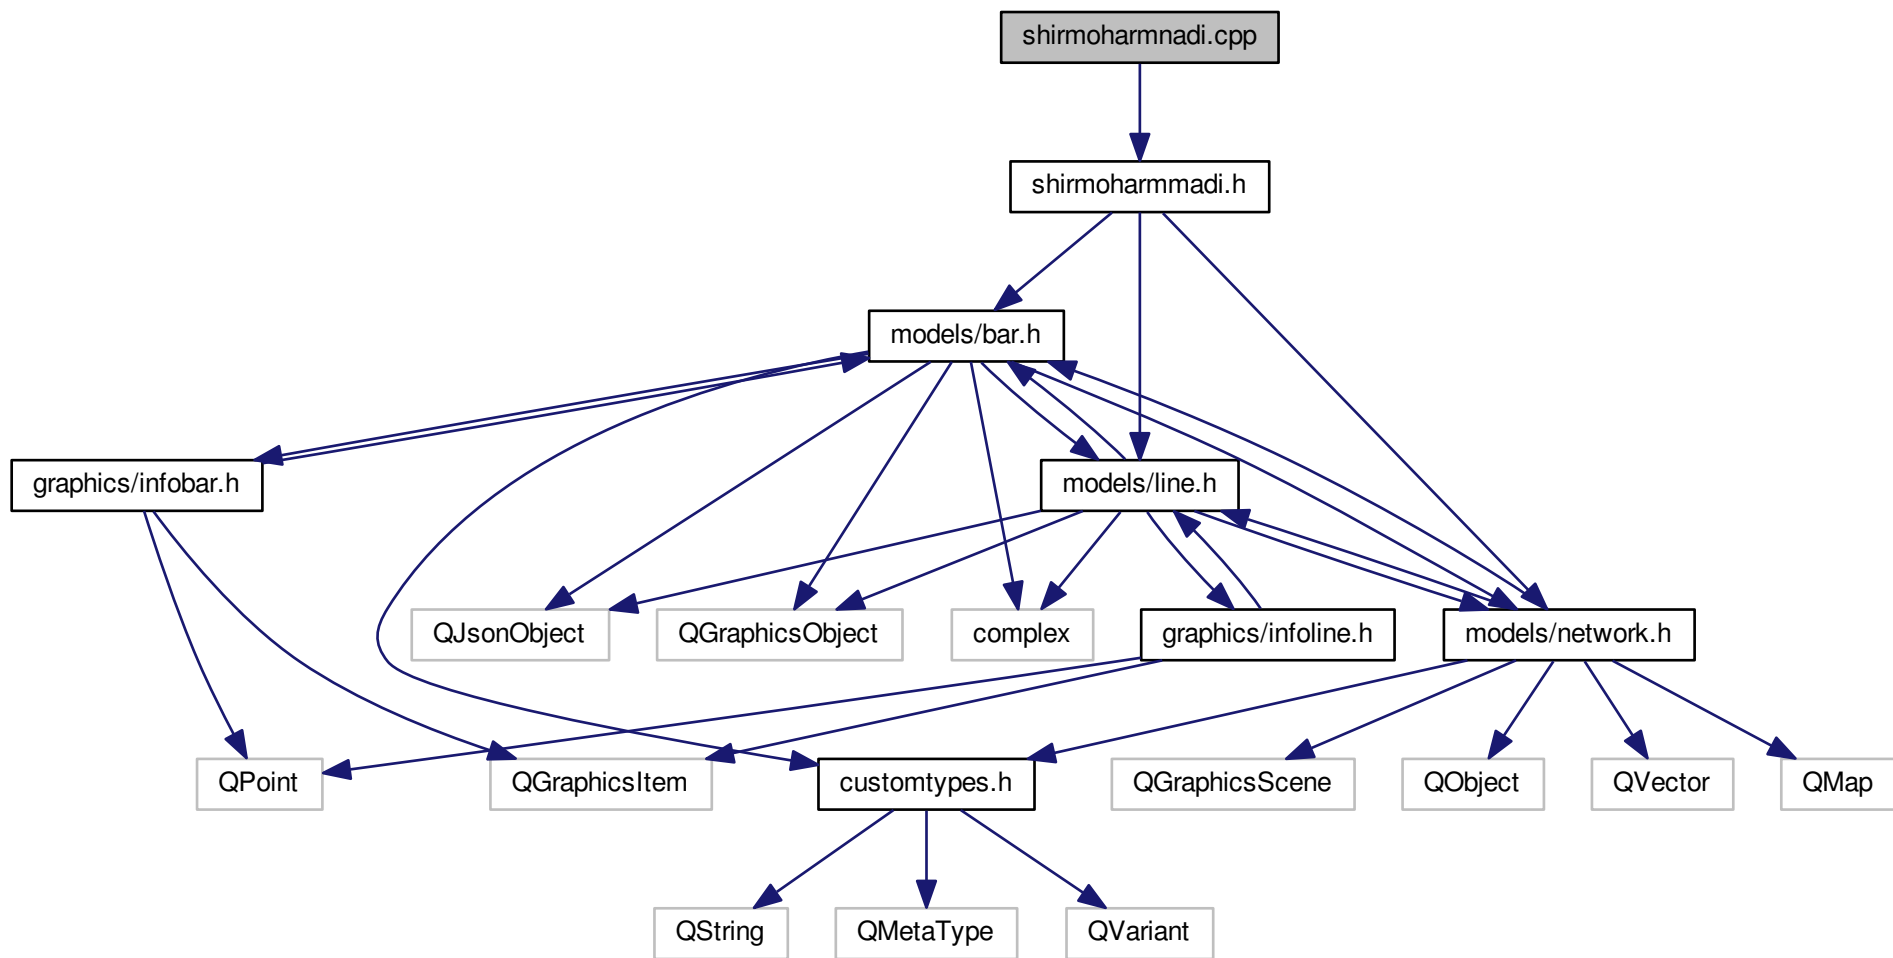 shirmoharmnadi.cpp
shirmoharmmadi.h
models/bar.h
graphics/infobar.h
models/line.h
QJsonObject
QGraphicsObject
complex
graphics/infoline.h
models/network.h
QPoint
QGraphicsItem
customtypes.h
QGraphicsScene
QObject
QVector
QMap
QString
QMetaType
QVariant